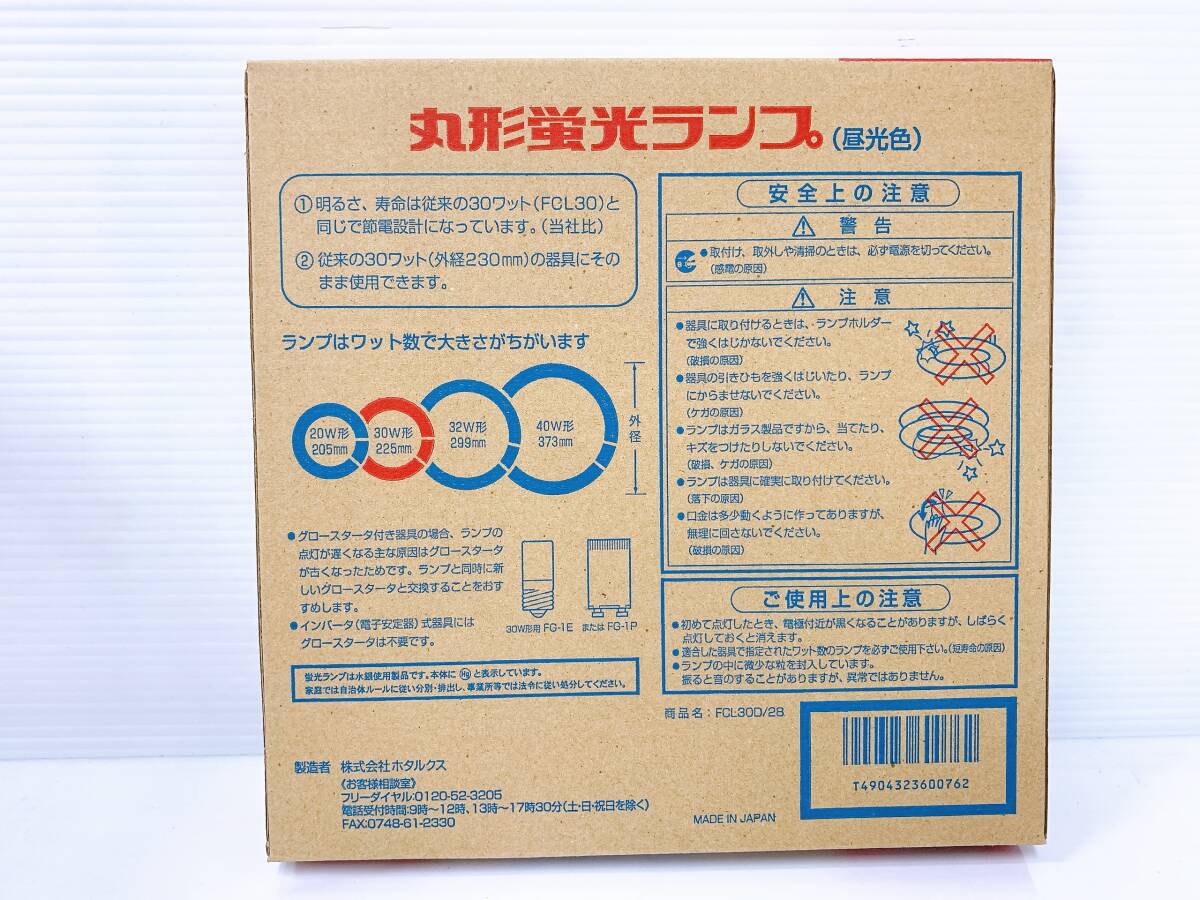 丸形蛍光ランプ(昼光色)
①明るさ、寿命は従来の30ワット(FCL30)と
同じで節電設計になっています。(当社比)
②従来の30ワット(外経230mm)の器具にその
まま使用できます。
ランプはワット数で大きさがちがいます
20W形
205mm
30W形
225mm
32W形
299mm
40W形
373mm
外径
●グロースタータ付き器具の場合、ランプの
点灯が遅くなる主な原因はグロースタータ
が古くなったためです。ランプと同時に新
しいグロースタータと交換することをおす
すめします。
●インバータ(電子安定器)式器具には
グロースタータは不要です。
30W形用 FG-1E または FG-1P
蛍光ランプは水銀使用製品です。本体に Hg と表示しています。
家庭では自治体ルールに従い分別・排出し、事業所等では法令に従い処分してください。
製造者 株式会社ホタルクス
《お客様相談室》
フリーダイヤル:0120-52-3205
電話受付時間:9時〜12時、13時〜17時30分(土・日・祝日を除く)
FAX:0748-61-2330
安全上の注意
⚠ 警告
●取付け、取外しや清掃のときは、必ず電源を切ってください。
(感電の原因)
⚠ 注意
●器具に取り付けるときは、ランプホルダー
で強くはじかないでください。
(破損の原因)
●器具の引きひもを強くはじいたり、ランプ
にからませないでください。
(ケガの原因)
●ランプはガラス製品ですから、当てたり、
キズをつけたりしないでください。
(破損、ケガの原因)
●ランプは器具に確実に取り付けてください。
(落下の原因)
●口金は多少動くように作ってありますが、
無理に回さないでください。
(破損の原因)
ご使用上の注意
●初めて点灯したとき、電極付近が黒くなることがありますが、しばらく
点灯しておくと消えます。
●適合した器具で指定されたワット数のランプを必ずご使用下さい。(短寿命の原因)
●ランプの中に微少な粒を封入しています。
振ると音のすることがありますが、異常ではありません。
商品名:FCL30D/28
T4904323600762
MADE IN JAPAN